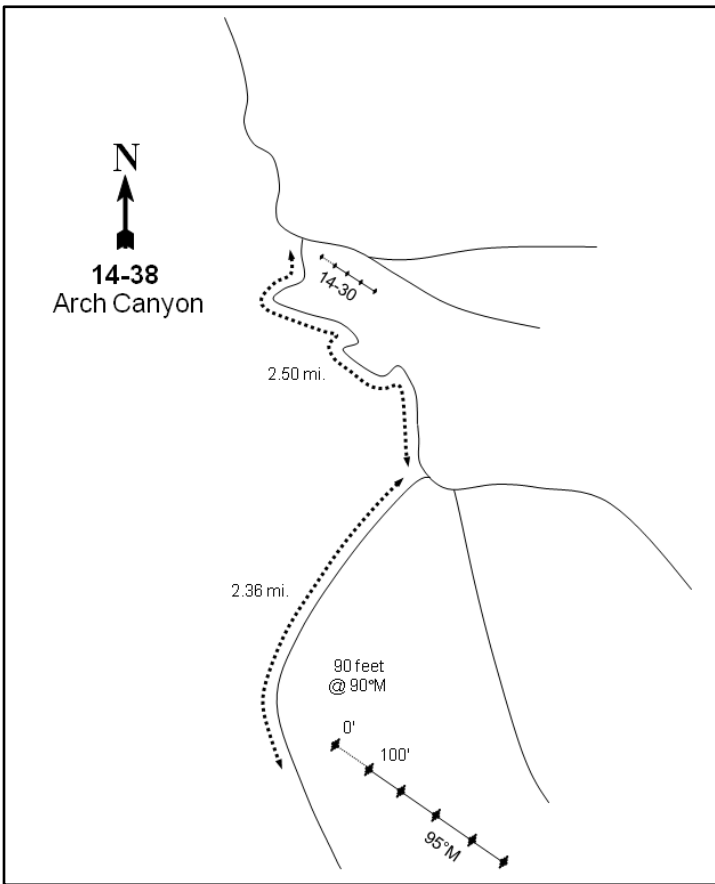 N
14-38
Arch Canyon
14-30
2.50 mi.
2.36 mi.
90 feet
@ 90°M
0'
100'
95°M